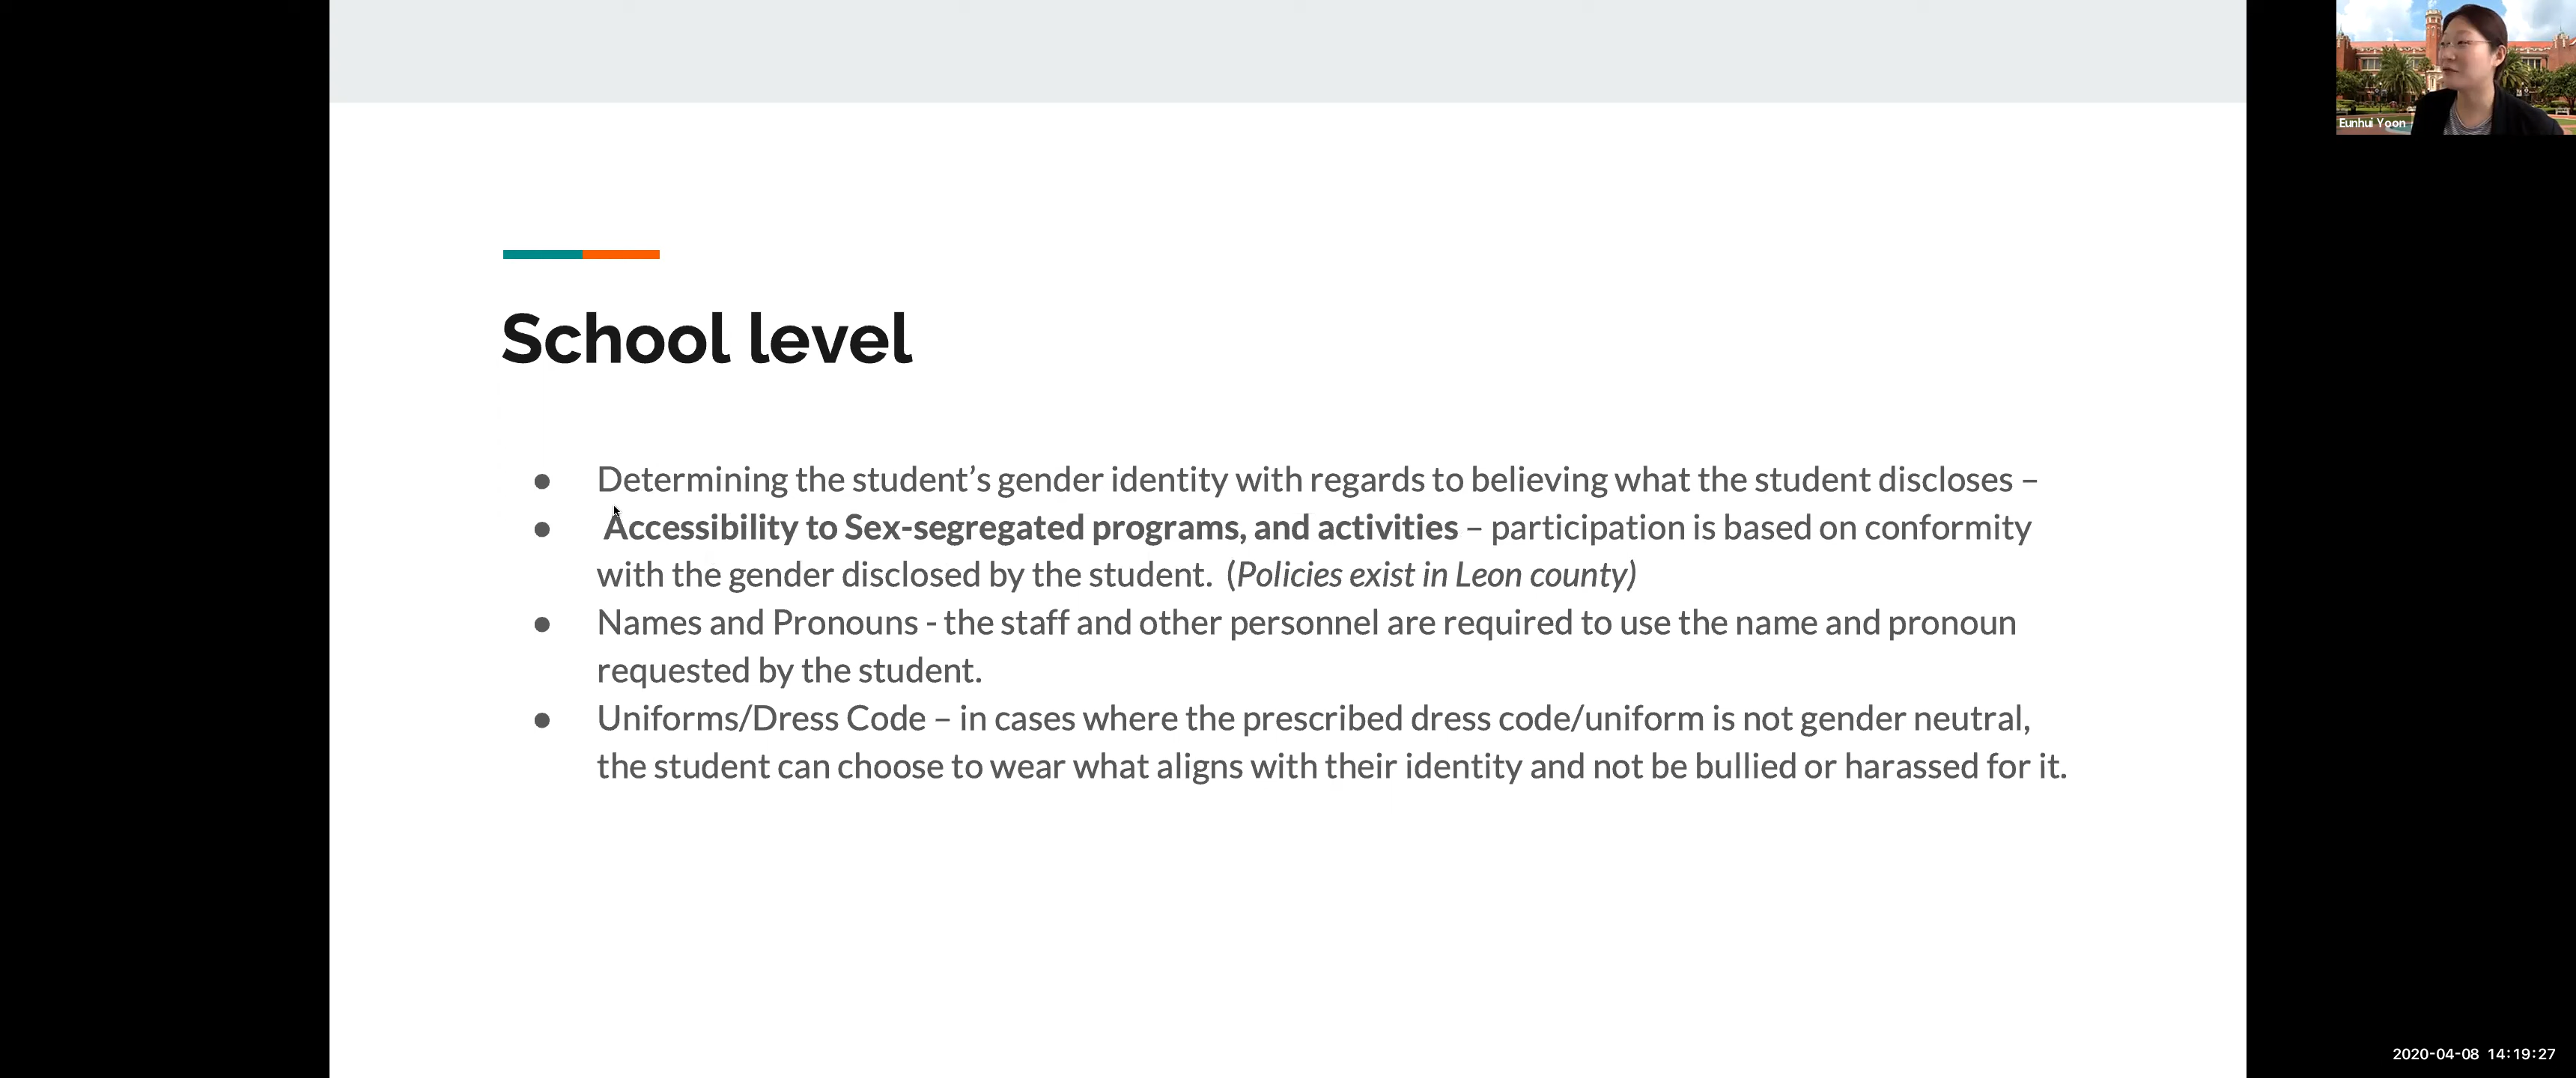 Eunhui Yoon
School level
● Determining the student’s gender identity with regards to believing what the student discloses –
● Accessibility to Sex-segregated programs, and activities – participation is based on conformity
with the gender disclosed by the student. (Policies exist in Leon county)
● Names and Pronouns - the staff and other personnel are required to use the name and pronoun
requested by the student.
● Uniforms/Dress Code – in cases where the prescribed dress code/uniform is not gender neutral,
the student can choose to wear what aligns with their identity and not be bullied or harassed for it.
2020-04-08 14:19:27